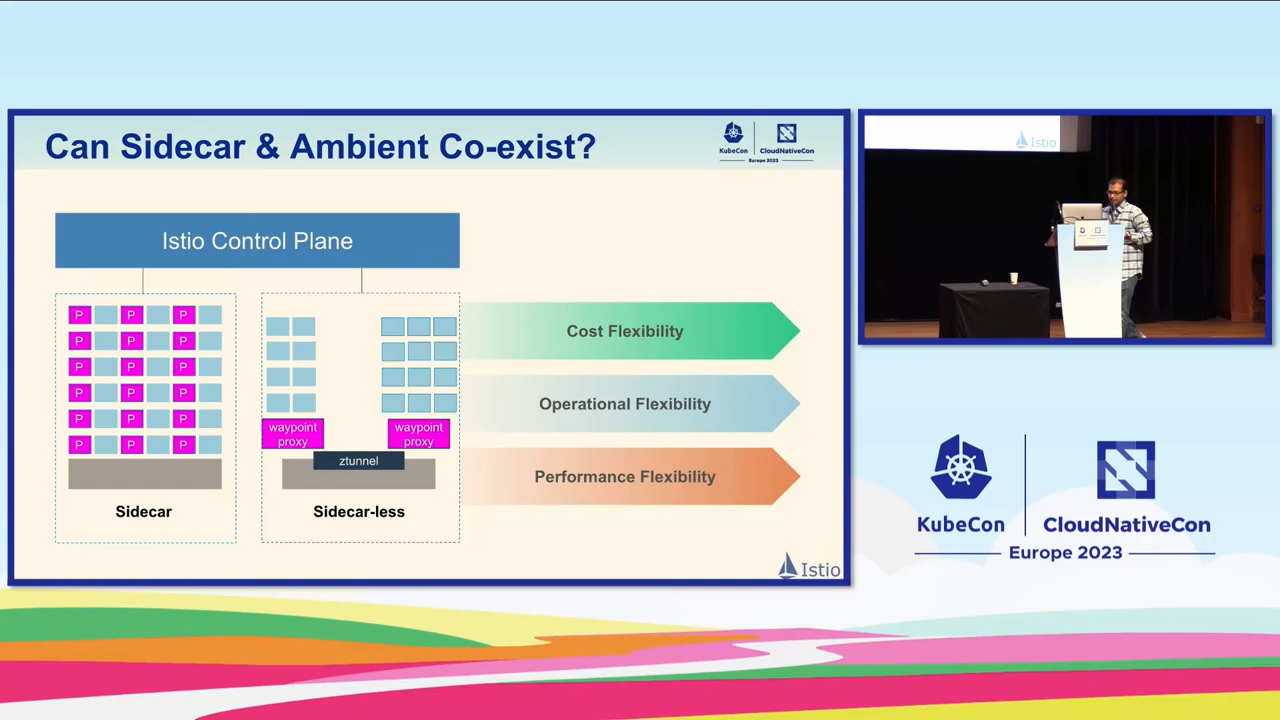 Can Sidecar & Ambient Co-exist?
KubeCon
CloudNativeCon
Europe 2023
Istio Control Plane
P P P
P P P
P P P
P P P
P P P
P P P
Sidecar
waypoint
proxy
waypoint
proxy
ztunnel
Sidecar-less
Cost Flexibility
Operational Flexibility
Performance Flexibility
Istio
Istio
KubeCon
CloudNativeCon
Europe 2023